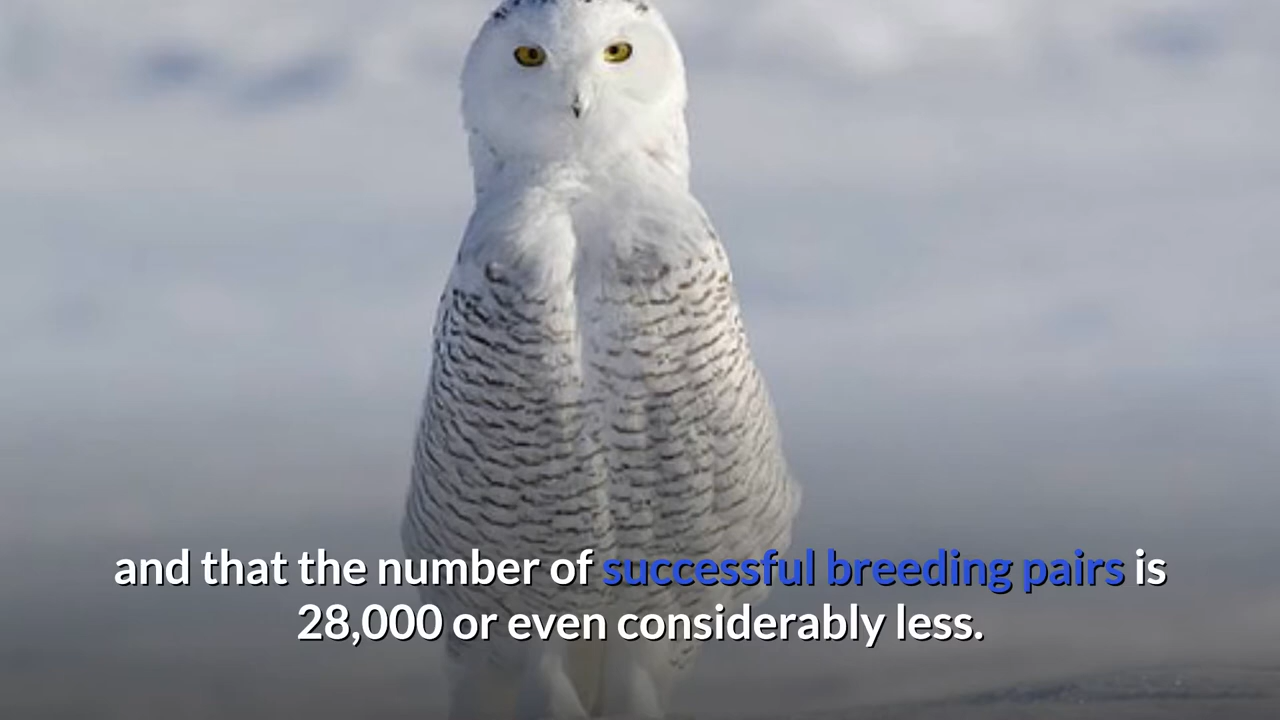 and that the number of successful breeding pairs is
28,000 or even considerably less.